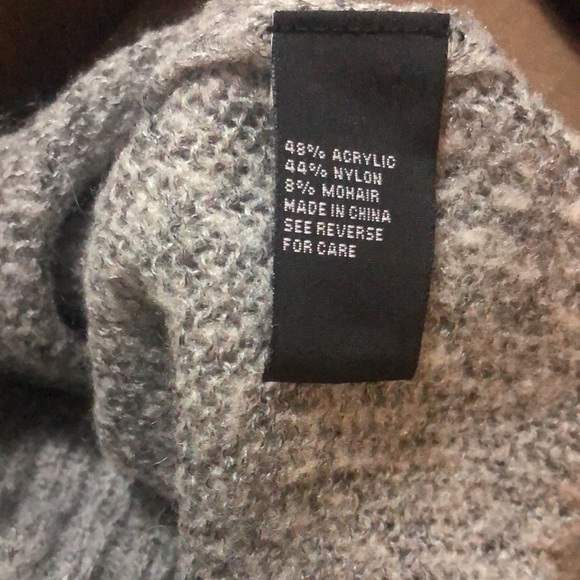 48% ACRYLIC
44% NYLON
8% MOHAIR
MADE IN CHINA
SEE REVERSE
FOR CARE